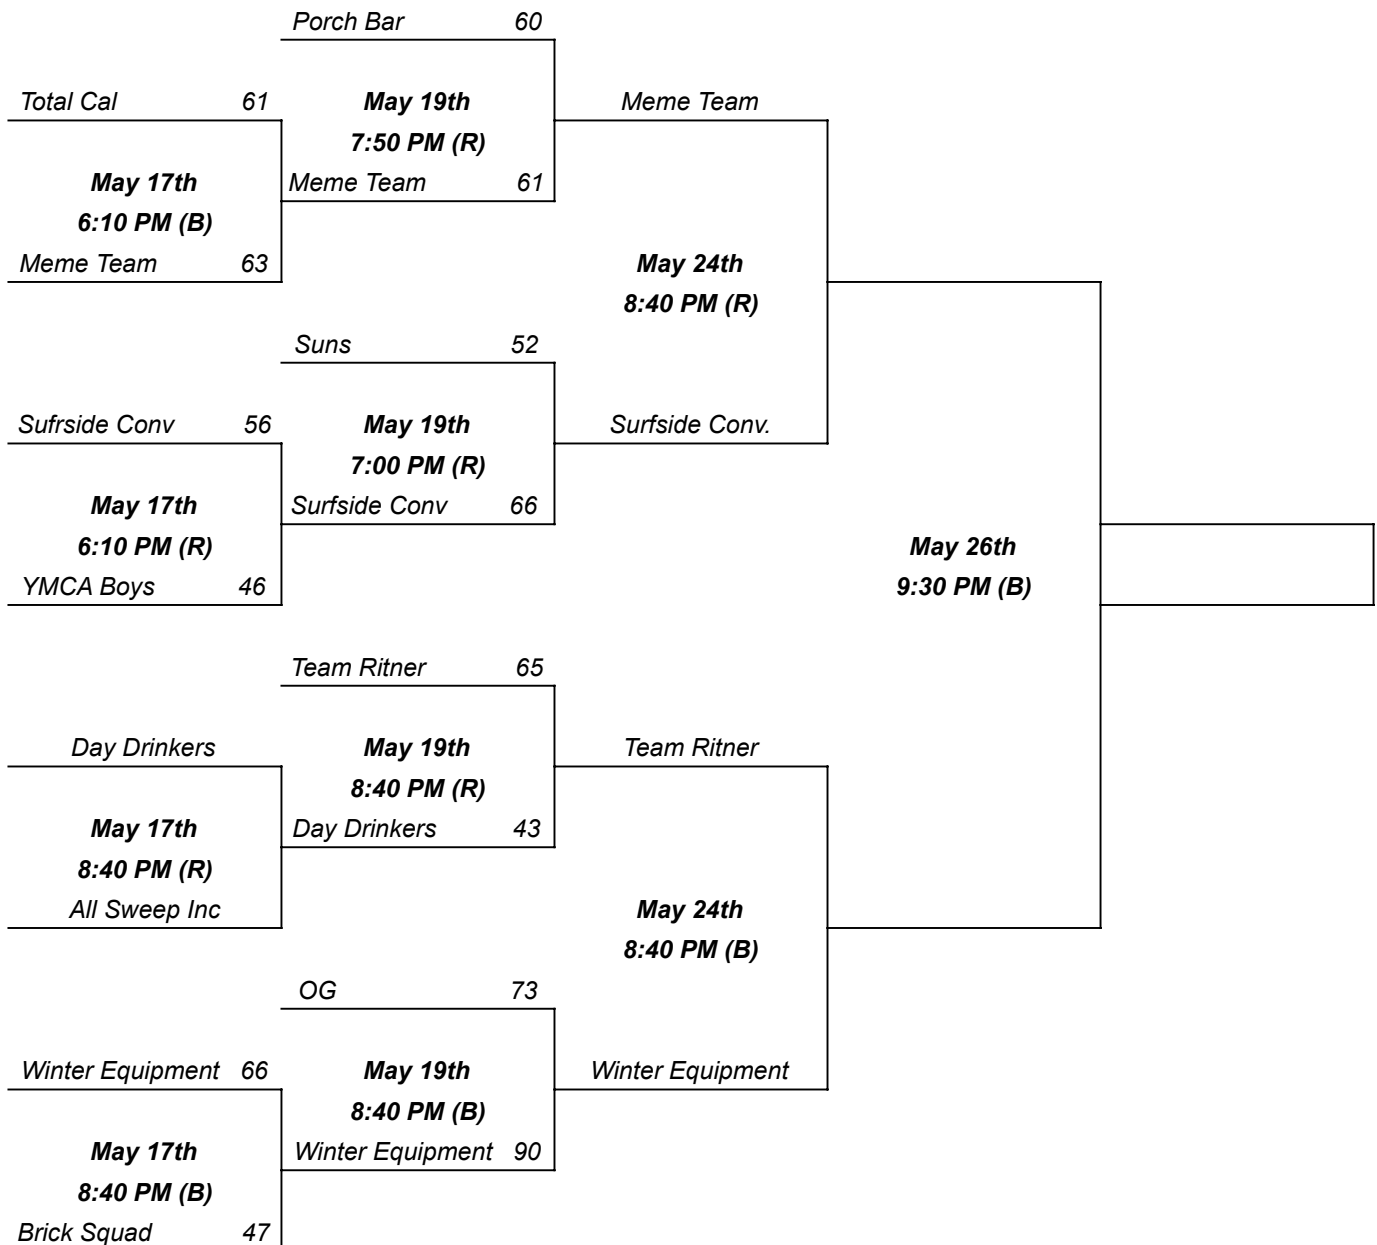 Porch Bar 60
Total Cal 61
May 19th
Meme Team
7:50 PM (R)
May 17th
Meme Team 61
6:10 PM (B)
Meme Team 63
May 24th
8:40 PM (R)
Suns 52
Sufrside Conv 56
May 19th
Surfside Conv.
7:00 PM (R)
May 17th
Surfside Conv 66
6:10 PM (R)
May 26th
YMCA Boys 46
9:30 PM (B)
Team Ritner 65
Day Drinkers
May 19th
Team Ritner
8:40 PM (R)
May 17th
Day Drinkers 43
8:40 PM (R)
All Sweep Inc
May 24th
8:40 PM (B)
OG 73
Winter Equipment 66
May 19th
Winter Equipment
8:40 PM (B)
May 17th
Winter Equipment 90
8:40 PM (B)
Brick Squad 47